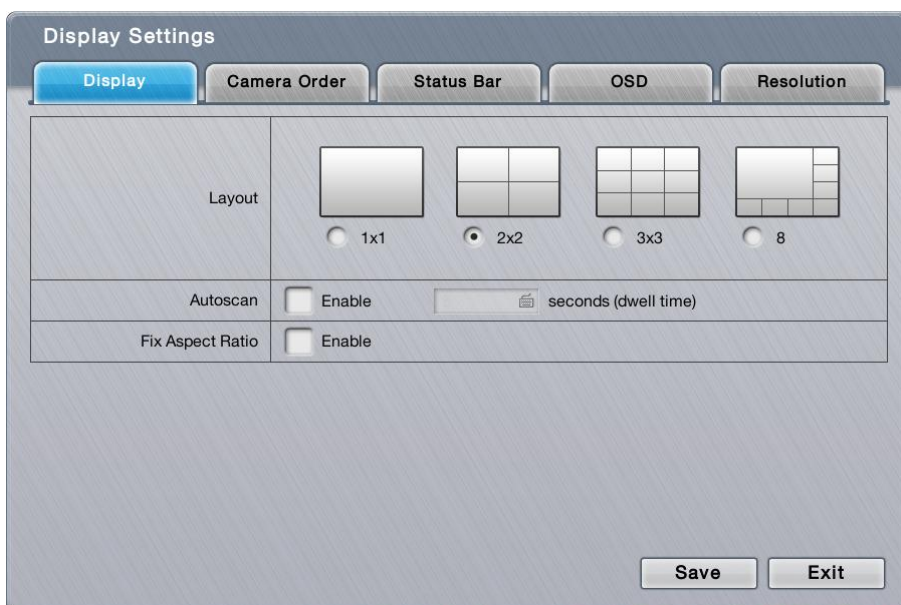 Display Settings
Display Camera Order Status Bar OSD Resolution
Layout
1x1 2x2 3x3 8
Autoscan Enable seconds (dwell time)
Fix Aspect Ratio Enable
Save Exit